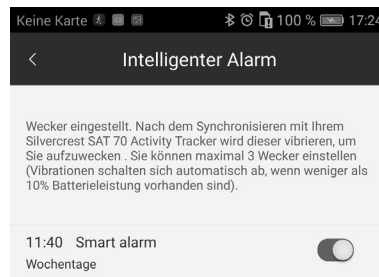 Keine Karte 100 % 17:24
Intelligenter Alarm
Wecker eingestellt. Nach dem Synchronisieren mit Ihrem
Silvercrest SAT 70 Activity Tracker wird dieser vibrieren, um
Sie aufzuwecken . Sie können maximal 3 Wecker einstellen
(Vibrationen schalten sich automatisch ab, wenn weniger als
10% Batterieleistung vorhanden sind).
11:40 Smart alarm
Wochentage